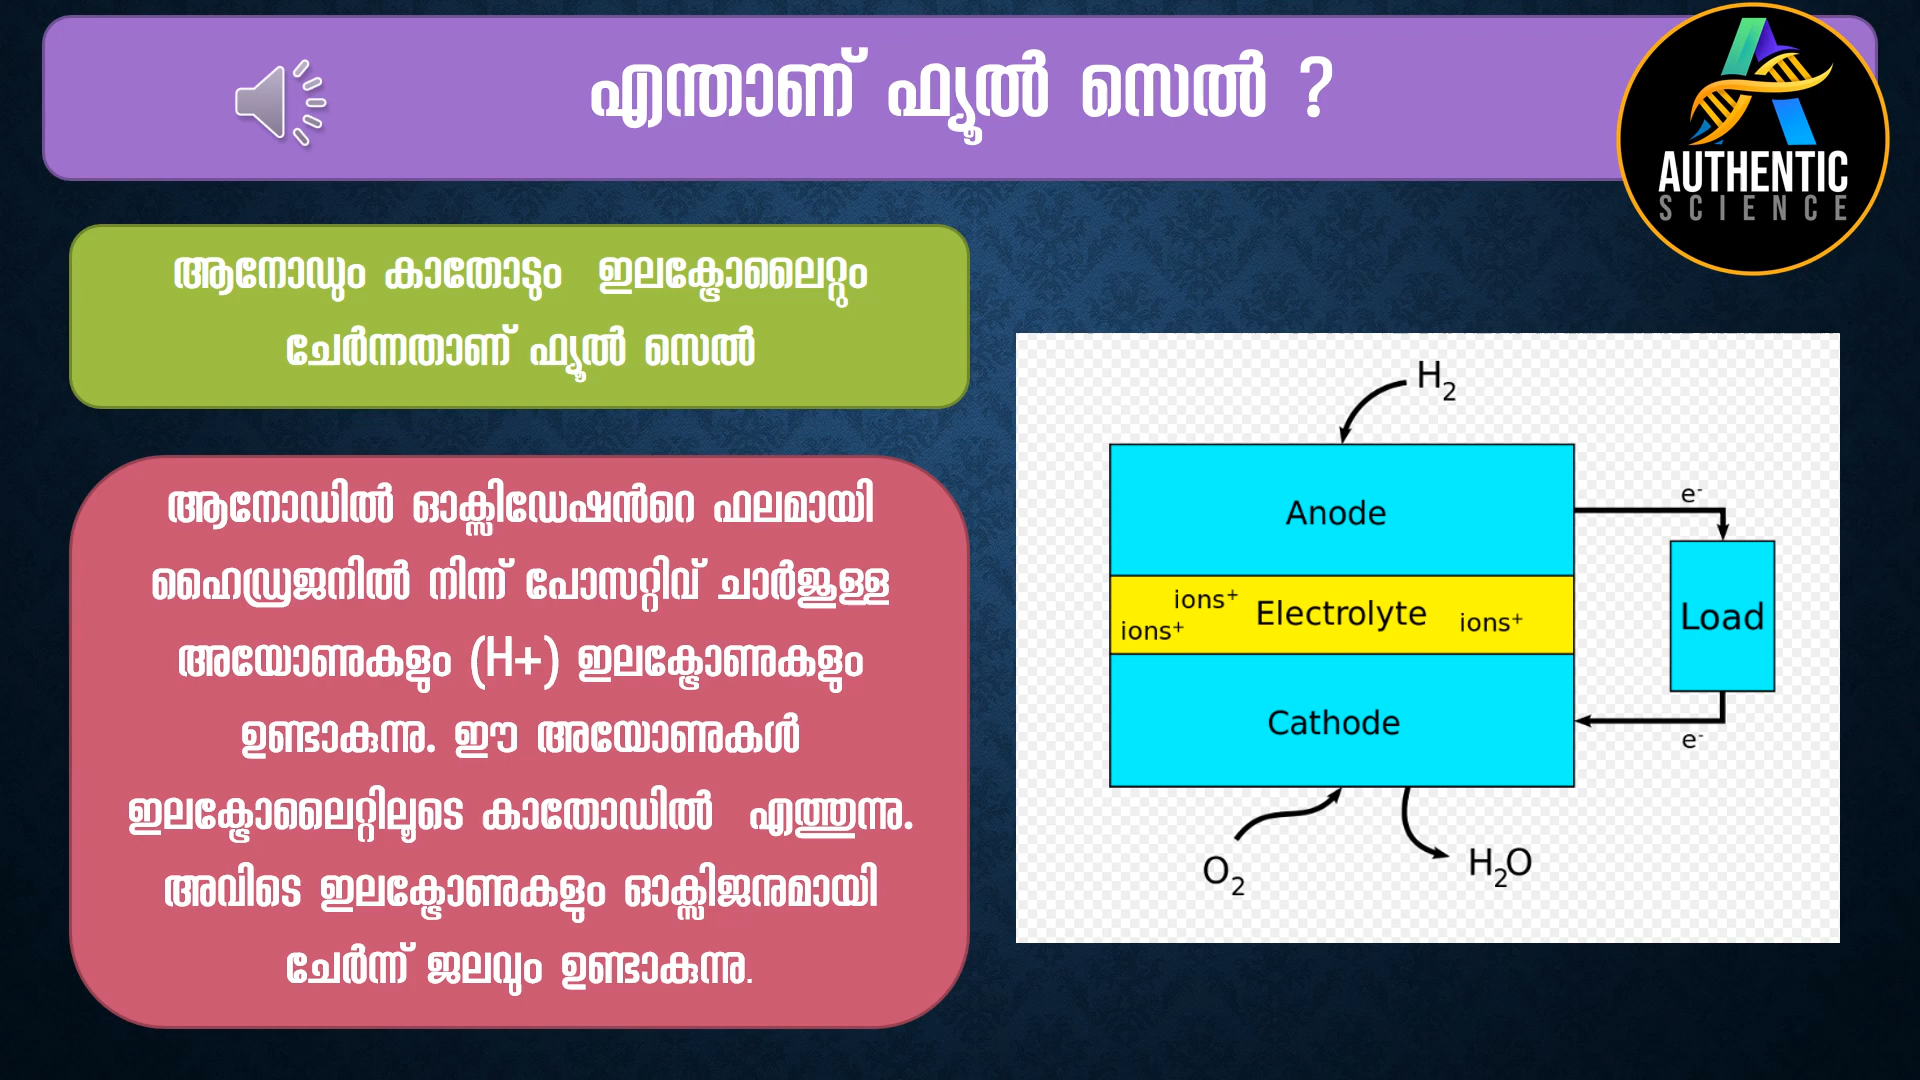 എന്താണ് ഫ്യൂൽ സെൽ ?
AUTHENTIC
SCIENCE
ആനോഡും കാതോടും ഇലക്ട്രോലൈറ്റും
ചേർന്നതാണ് ഫ്യൂൽ സെൽ
ആനോഡിൽ ഓക്സിഡേഷൻറെ ഫലമായി
ഹൈഡ്രജനിൽ നിന്ന് പോസറ്റിവ് ചാർജുള്ള
അയോണുകളും (H+) ഇലക്ട്രോണുകളും
ഉണ്ടാകുന്നു. ഈ അയോണുകൾ
ഇലക്ട്രോലൈറ്റിലൂടെ കാതോഡിൽ എത്തുന്നു.
അവിടെ ഇലക്ട്രോണുകളും ഓക്സിജനുമായി
ചേർന്ന് ജലവും ഉണ്ടാകുന്നു.
H₂
Anode
e⁻
ions⁺ Electrolyte ions⁺
ions⁺
Load
Cathode
e⁻
O₂
H₂O